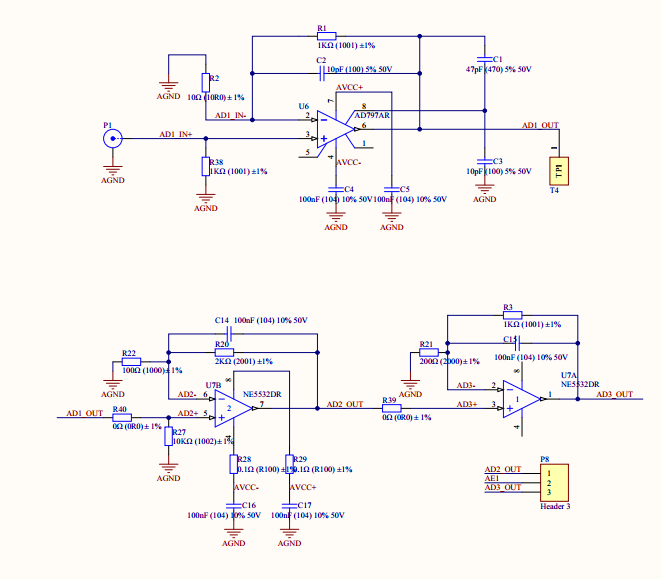 R1
1KΩ (1001) ±1%
C2
10pF (100) 5% 50V
C1
47pF (470) 5% 50V
R2
10Ω (10R0) ±1%
AGND
AVCC+
7
U6
8
AD797AR
AD1_IN-
2
6
AD1_OUT
P1
AD1_IN+
3
1
5
4
AVCC-
1
TP1
T4
R38
1KΩ (1001) ±1%
C3
10pF (100) 5% 50V
AGND
C4
100nF (104) 10% 50V
C5
100nF (104) 10% 50V
AGND
AGND
AGND
AGND
C14 100nF (104) 10% 50V
R3
1KΩ (1001) ±1%
R20
2KΩ (2001) ±1%
C15
100nF (104) 10% 50V
R22
100Ω (1000) ±1%
R21
200Ω (2000) ±1%
AGND
AGND
U7B
8
NE5532DR
U7A
NE5532DR
8
AD2-
6
2
7
AD2_OUT
AD3-
2
1
1
AD3_OUT
AD1_OUT
R40
0Ω (0R0) ±1%
AD2+
5
R39
0Ω (0R0) ±1%
AD3+
3
4
R27
10KΩ (1002) ±1%
4
AGND
R28
0.1Ω (R100) ±1%
R29
0.1Ω (R100) ±1%
AVCC-
AVCC+
C16
100nF (104) 10% 50V
C17
100nF (104) 10% 50V
AGND
AGND
P8
AD2_OUT
1
AE1
2
AD3_OUT
3
Header 3